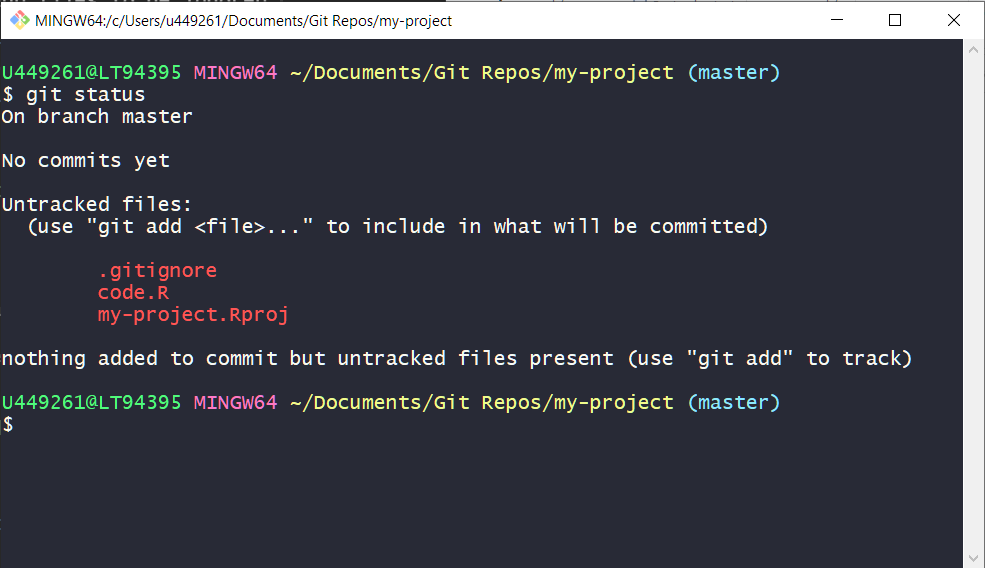 MINGW64:/c/Users/u449261/Documents/Git Repos/my-project
U449261@LT94395 MINGW64 ~/Documents/Git Repos/my-project (master)
$ git status
On branch master
No commits yet
Untracked files:
(use "git add <file>..." to include in what will be committed)
.gitignore
code.R
my-project.Rproj
nothing added to commit but untracked files present (use "git add" to track)
U449261@LT94395 MINGW64 ~/Documents/Git Repos/my-project (master)
$